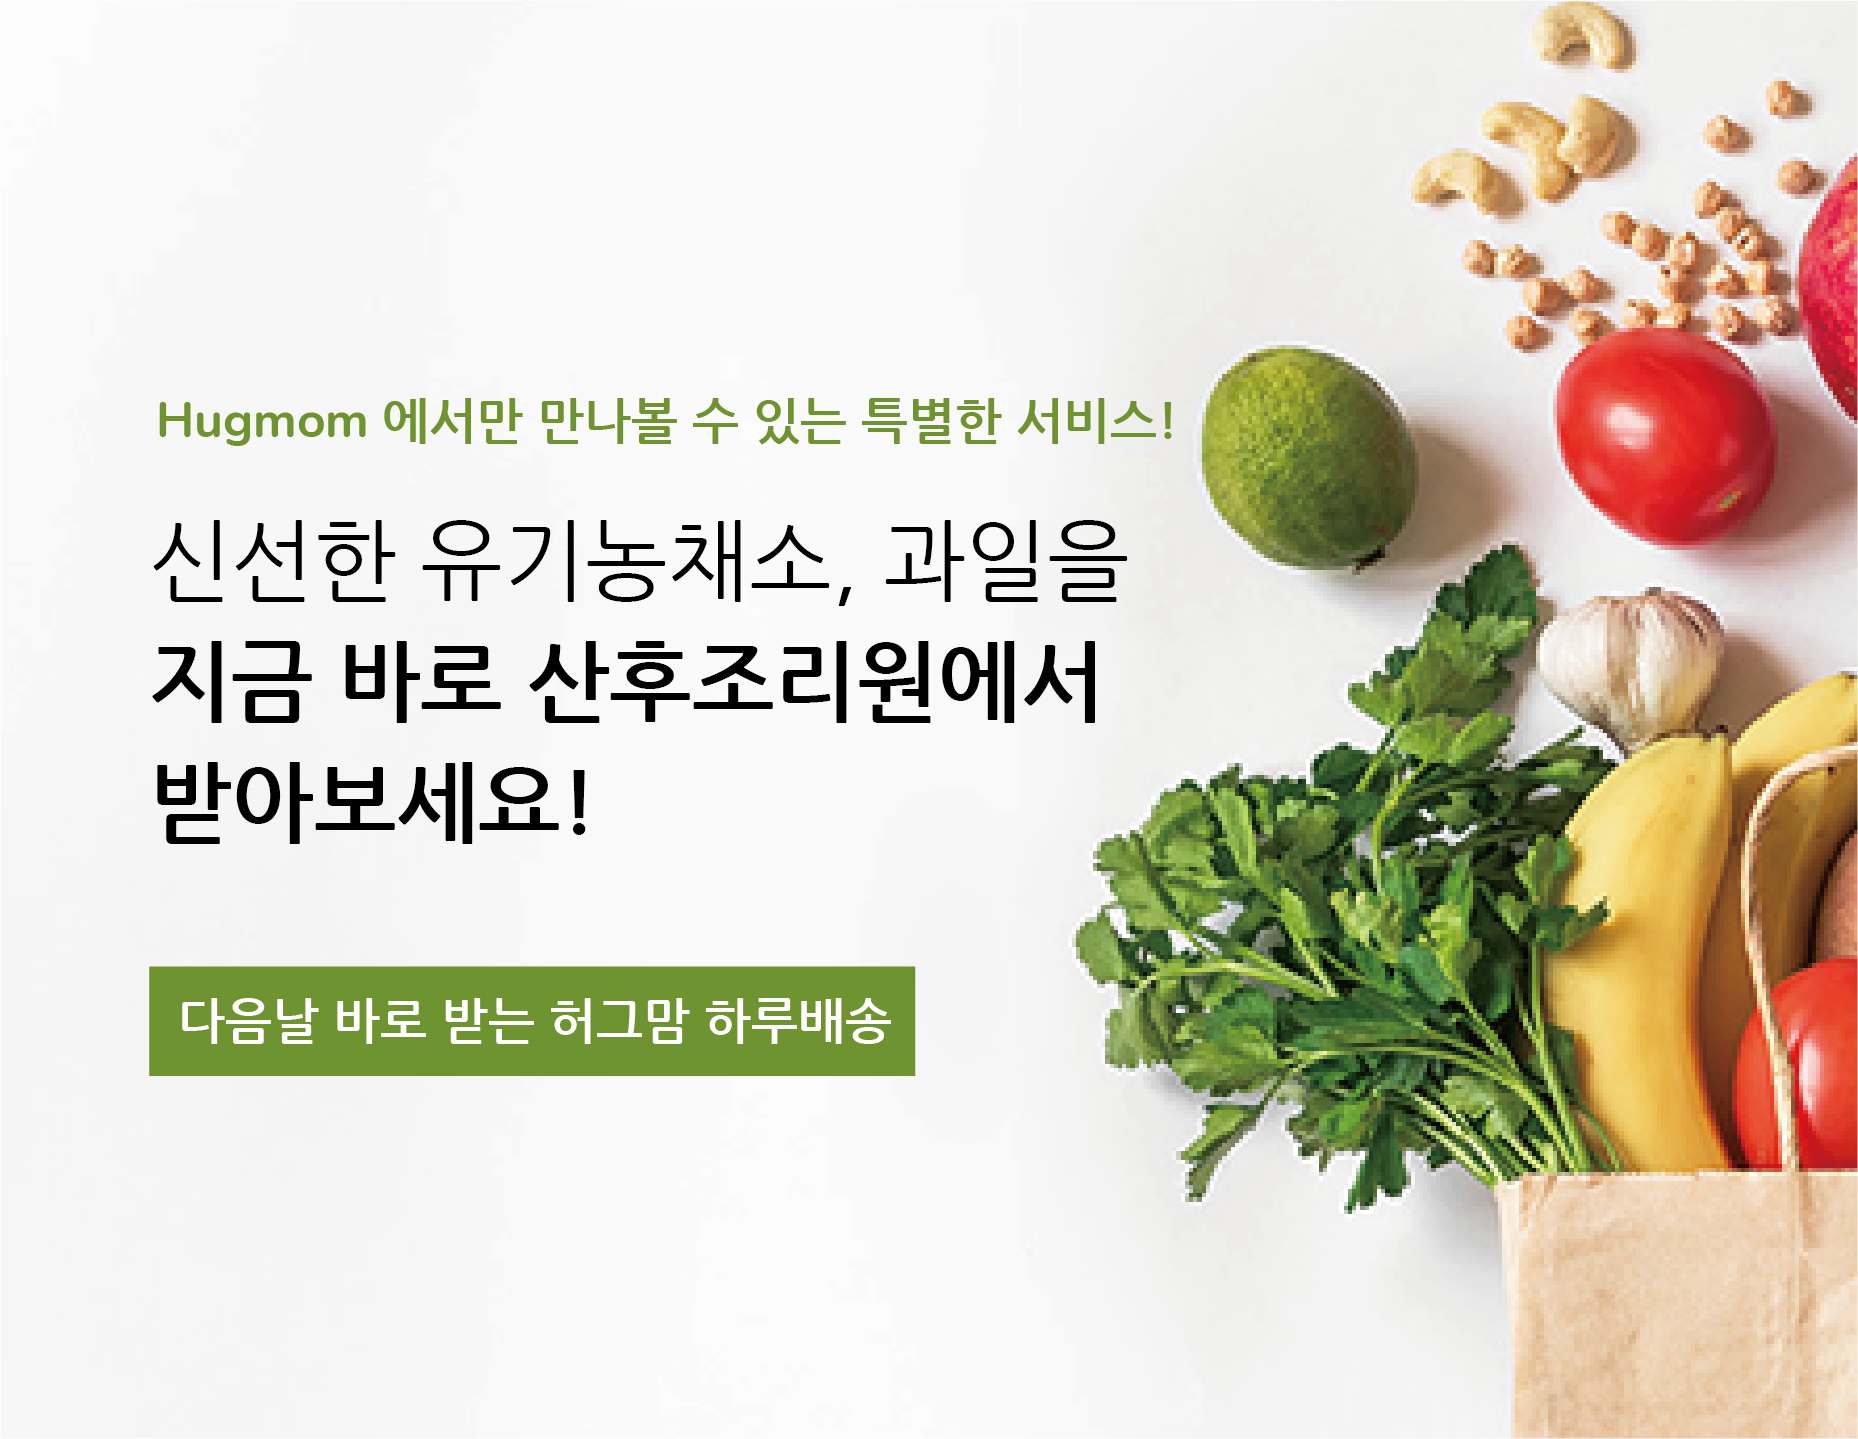 Hugmom 에서만 만나볼 수 있는 특별한 서비스!
신선한 유기농채소, 과일을
지금 바로 산후조리원에서
받아보세요!
다음날 바로 받는 허그맘 하루배송